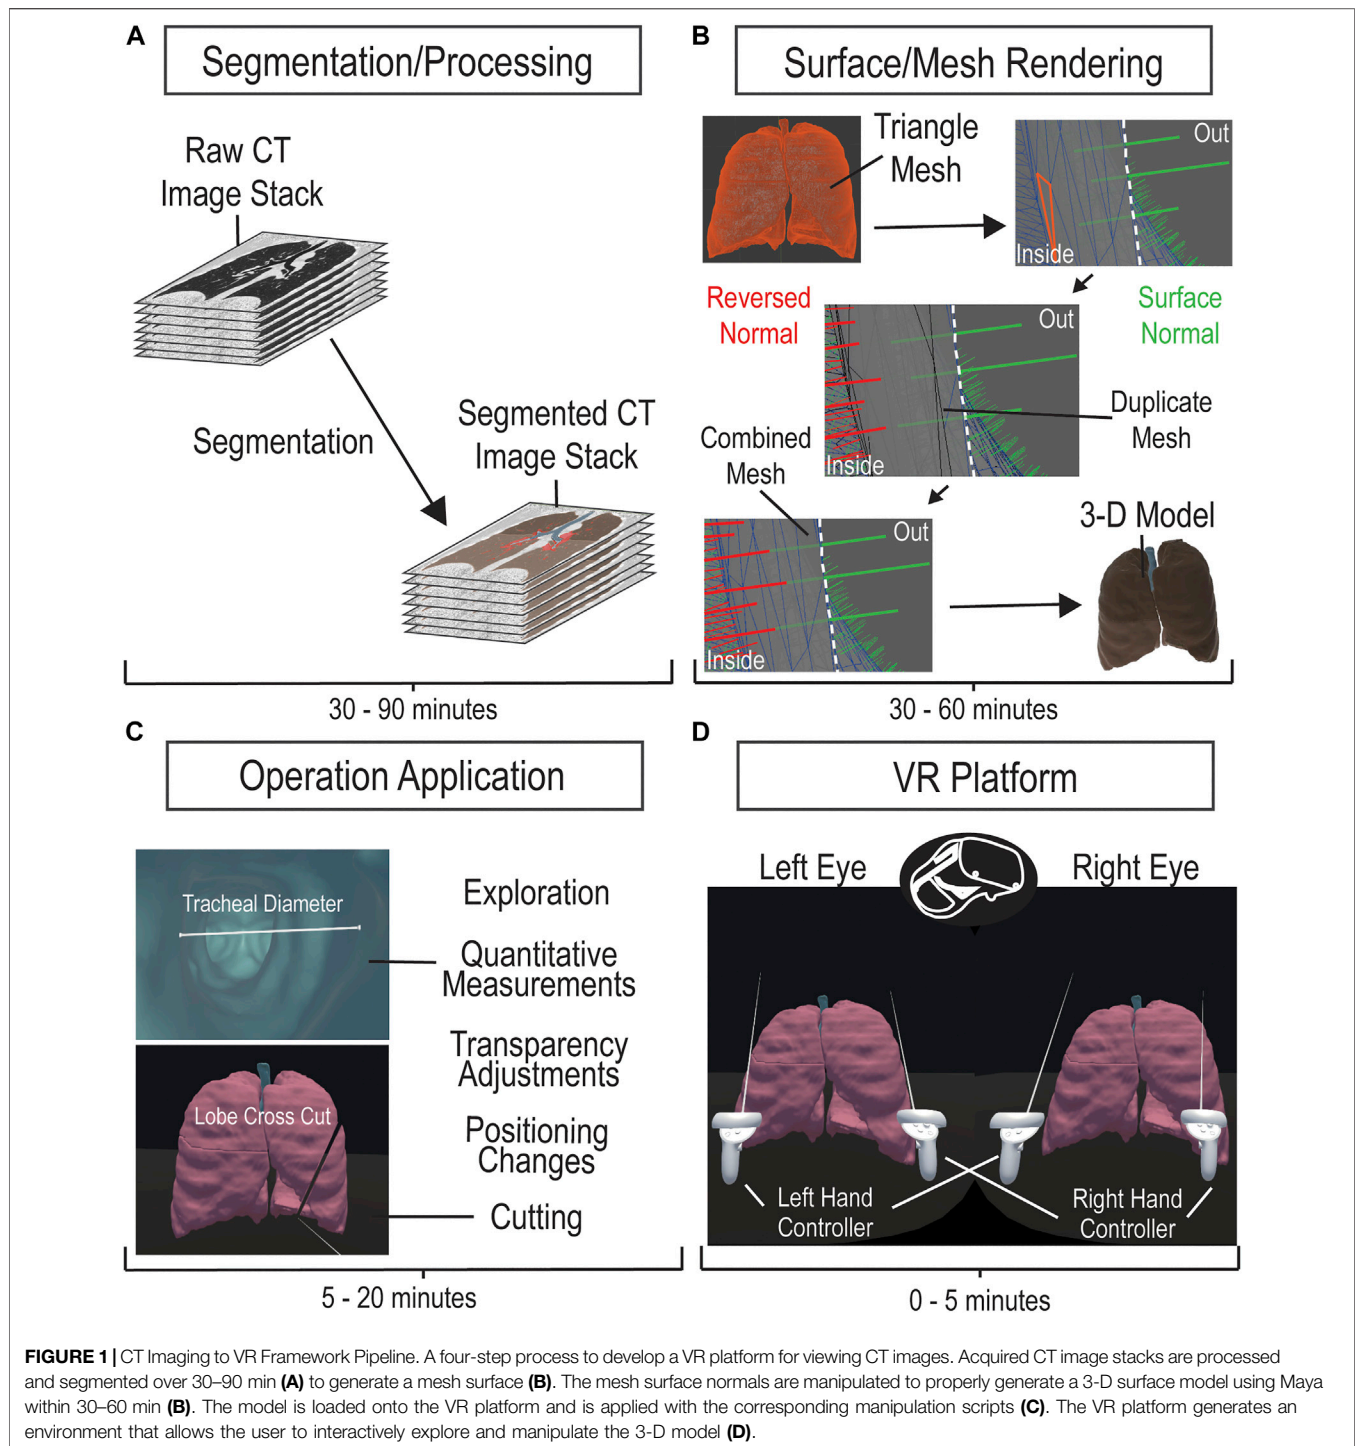 A
Segmentation/Processing
Raw CT
Image Stack
Segmentation
Segmented CT
Image Stack
30 - 90 minutes
B
Surface/Mesh Rendering
Triangle
Mesh
Out
Inside
Reversed
Normal
Surface
Normal
Out
Inside
Duplicate
Mesh
Combined
Mesh
Out
Inside
3-D Model
30 - 60 minutes
C
Operation Application
Tracheal Diameter
Lobe Cross Cut
Exploration
Quantitative
Measurements
Transparency
Adjustments
Positioning
Changes
Cutting
5 - 20 minutes
D
VR Platform
Left Eye
Right Eye
Left Hand
Controller
Right Hand
Controller
0 - 5 minutes
FIGURE 1 | CT Imaging to VR Framework Pipeline. A four-step process to develop a VR platform for viewing CT images. Acquired CT image stacks are processed
and segmented over 30–90 min (A) to generate a mesh surface (B). The mesh surface normals are manipulated to properly generate a 3-D surface model using Maya
within 30–60 min (B). The model is loaded onto the VR platform and is applied with the corresponding manipulation scripts (C). The VR platform generates an
environment that allows the user to interactively explore and manipulate the 3-D model (D).